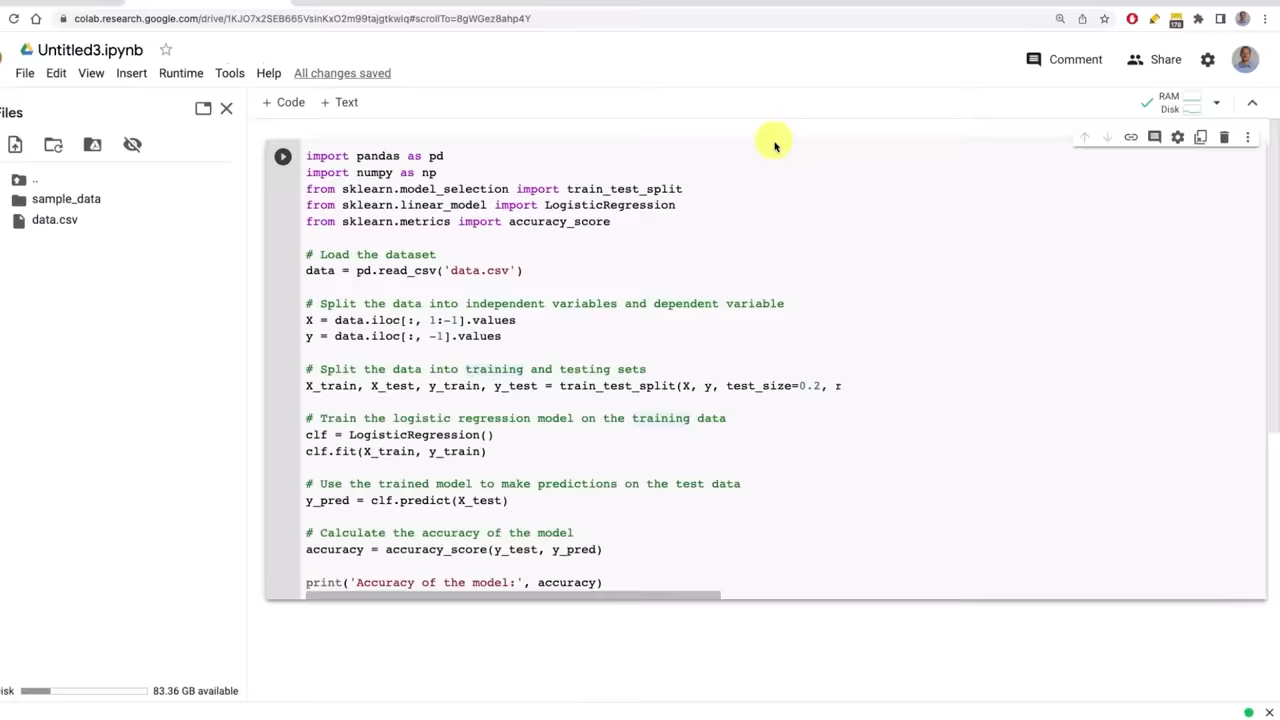 colab.research.google.com/drive/1KJO7x2SEB665VsInKxO2m99tajgtkwiq#scrollTo=8gWGez8ahp4Y
178
Untitled3.ipynb
File Edit View Insert Runtime Tools Help All changes saved
Comment
Share
Files
+ Code + Text
RAM
Disk
..
sample_data
data.csv
import pandas as pd
import numpy as np
from sklearn.model_selection import train_test_split
from sklearn.linear_model import LogisticRegression
from sklearn.metrics import accuracy_score
# Load the dataset
data = pd.read_csv('data.csv')
# Split the data into independent variables and dependent variable
X = data.iloc[:, 1:-1].values
y = data.iloc[:, -1].values
# Split the data into training and testing sets
X_train, X_test, y_train, y_test = train_test_split(X, y, test_size=0.2, r
# Train the logistic regression model on the training data
clf = LogisticRegression()
clf.fit(X_train, y_train)
# Use the trained model to make predictions on the test data
y_pred = clf.predict(X_test)
# Calculate the accuracy of the model
accuracy = accuracy_score(y_test, y_pred)
print('Accuracy of the model:', accuracy)
isk 83.36 GB available